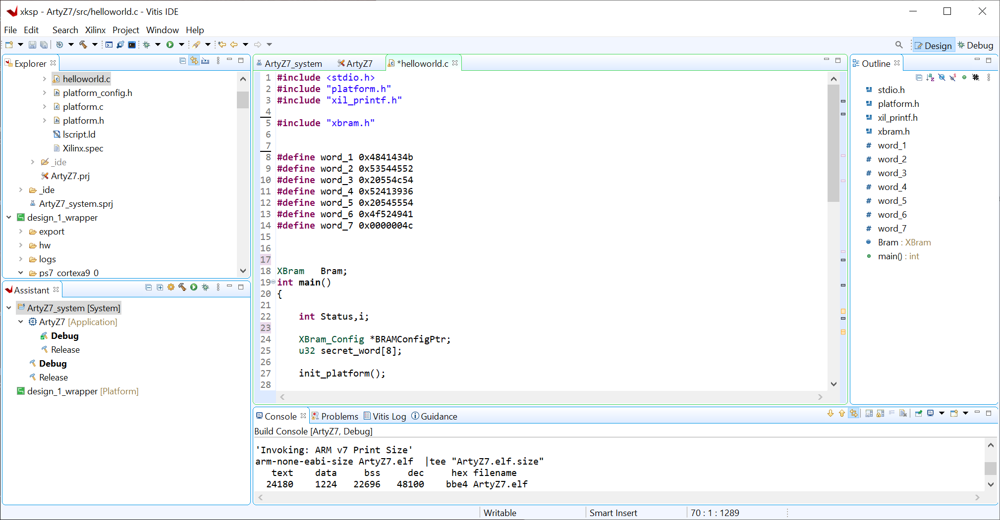 xksp - ArtyZ7/src/helloworld.c - Vitis IDE
File Edit Search Xilinx Project Window Help
Design Debug
Explorer
helloworld.c
platform_config.h
platform.c
platform.h
lscript.ld
Xilinx.spec
_ide
ArtyZ7.prj
_ide
ArtyZ7_system.sprj
design_1_wrapper
export
hw
logs
ps7_cortexa9_0
Assistant
ArtyZ7_system [System]
ArtyZ7 [Application]
Debug
Release
Debug
Release
design_1_wrapper [Platform]
ArtyZ7_system ArtyZ7 *helloworld.c
1 #include <stdio.h>
2 #include "platform.h"
3 #include "xil_printf.h"
4
5 #include "xbram.h"
6
7
8 #define word_1 0x4841434b
9 #define word_2 0x53544552
10 #define word_3 0x20554c54
11 #define word_4 0x52413936
12 #define word_5 0x20545554
13 #define word_6 0x4f524941
14 #define word_7 0x0000004c
15
16
17
18 XBram   Bram;
19 int main()
20 {
21
22     int Status,i;
23
24     XBram_Config *BRAMConfigPtr;
25     u32 secret_word[8];
26
27     init_platform();
28
Outline
stdio.h
platform.h
xil_printf.h
xbram.h
word_1
word_2
word_3
word_4
word_5
word_6
word_7
Bram : XBram
main() : int
Console Problems Vitis Log Guidance
Build Console [ArtyZ7, Debug]
'Invoking: ARM v7 Print Size'
arm-none-eabi-size ArtyZ7.elf  |tee "ArtyZ7.elf.size"
   text    data     bss     dec     hex filename
  24180    1224   22696   48100    bbe4 ArtyZ7.elf
Writable Smart Insert 70 : 1 : 1289